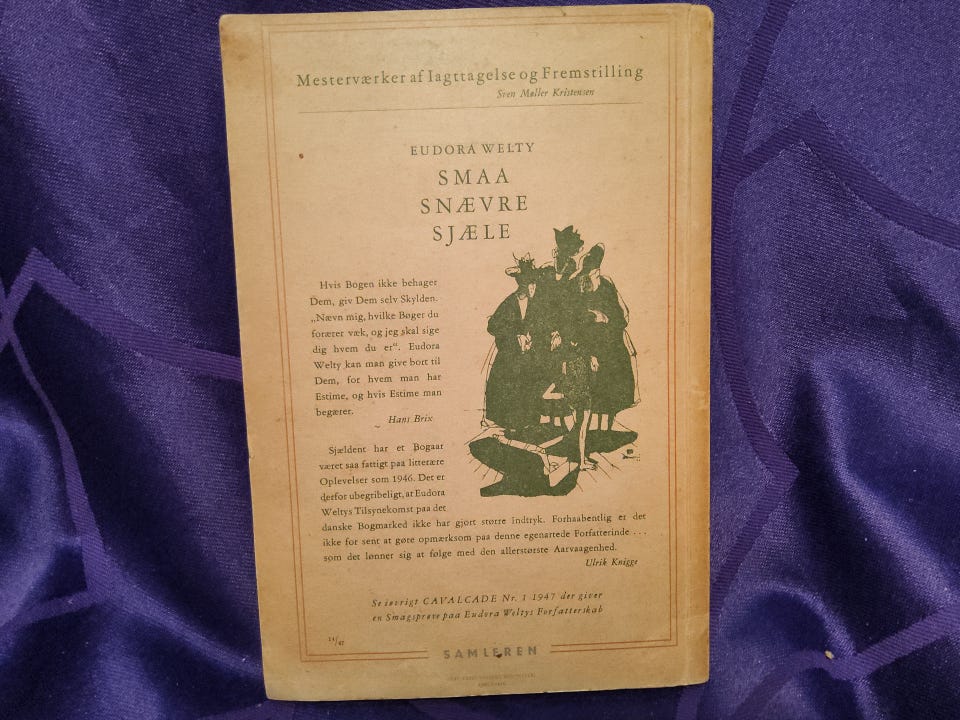 Mesterværker af Iagttagelse og Fremstilling
Sven Møller Kristensen
EUDORA WELTY
SMAA
SNÆVRE
SJÆLE
Hvis Bogen ikke behager
Dem, giv Dem selv Skylden.
„Nævn mig, hvilke Bøger du
forærer væk, og jeg skal sige
dig hvem du er“. Eudora
Welty kan man give bort til
Dem, for hvem man har
Estime, og hvis Estime man
begærer.
Hans Brix
Sjældent har et Bogaar
været saa fattigt paa litterære
Oplevelser som 1946. Det er
derfor ubegribeligt, at Eudora
Weltys Tilsynekomst paa det
danske Bogmarked ikke har gjort større Indtryk. Forhaabentlig er det
ikke for sent at gøre opmærksom paa denne egenartede Forfatterinde . . .
som det lønner sig at følge med den allerstørste Aarvaagenhed.
Ulrik Knigge
Se iøvrigt CAVALCADE Nr. 1 1947 der giver
en Smagsprøve paa Eudora Weltys Forfatterskab
11/47
SAMLEREN